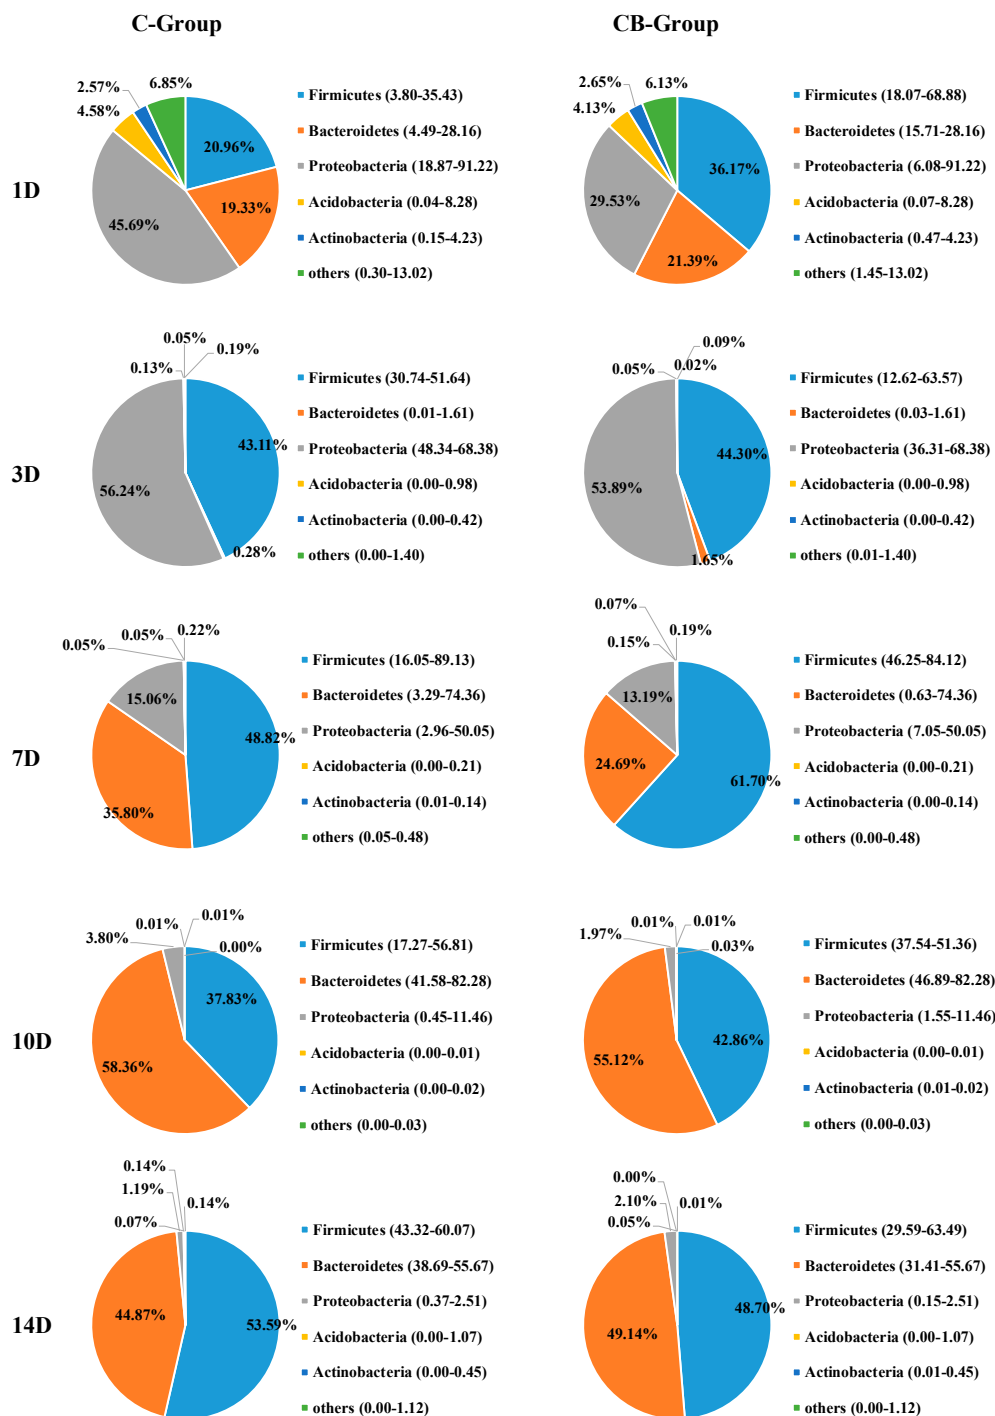 C-Group
CB-Group
1D
2.57%
6.85%
4.58%
20.96%
19.33%
45.69%
Firmicutes (3.80-35.43)
Bacteroidetes (4.49-28.16)
Proteobacteria (18.87-91.22)
Acidobacteria (0.04-8.28)
Actinobacteria (0.15-4.23)
others (0.30-13.02)
2.65%
6.13%
4.13%
36.17%
29.53%
21.39%
Firmicutes (18.07-68.88)
Bacteroidetes (15.71-28.16)
Proteobacteria (6.08-91.22)
Acidobacteria (0.07-8.28)
Actinobacteria (0.47-4.23)
others (1.45-13.02)
3D
0.05%
0.19%
0.13%
43.11%
56.24%
0.28%
Firmicutes (30.74-51.64)
Bacteroidetes (0.01-1.61)
Proteobacteria (48.34-68.38)
Acidobacteria (0.00-0.98)
Actinobacteria (0.00-0.42)
others (0.00-1.40)
0.09%
0.05%
0.02%
44.30%
53.89%
1.65%
Firmicutes (12.62-63.57)
Bacteroidetes (0.03-1.61)
Proteobacteria (36.31-68.38)
Acidobacteria (0.00-0.98)
Actinobacteria (0.00-0.42)
others (0.01-1.40)
7D
0.05%
0.05%
0.22%
15.06%
48.82%
35.80%
Firmicutes (16.05-89.13)
Bacteroidetes (3.29-74.36)
Proteobacteria (2.96-50.05)
Acidobacteria (0.00-0.21)
Actinobacteria (0.01-0.14)
others (0.05-0.48)
0.07%
0.15%
0.19%
13.19%
24.69%
61.70%
Firmicutes (46.25-84.12)
Bacteroidetes (0.63-74.36)
Proteobacteria (7.05-50.05)
Acidobacteria (0.00-0.21)
Actinobacteria (0.00-0.14)
others (0.00-0.48)
10D
0.01%
0.01%
3.80%
0.00%
37.83%
58.36%
Firmicutes (17.27-56.81)
Bacteroidetes (41.58-82.28)
Proteobacteria (0.45-11.46)
Acidobacteria (0.00-0.01)
Actinobacteria (0.00-0.02)
others (0.00-0.03)
0.01%
0.01%
1.97%
0.03%
42.86%
55.12%
Firmicutes (37.54-51.36)
Bacteroidetes (46.89-82.28)
Proteobacteria (1.55-11.46)
Acidobacteria (0.00-0.01)
Actinobacteria (0.01-0.02)
others (0.00-0.03)
14D
0.14%
1.19%
0.14%
0.07%
44.87%
53.59%
Firmicutes (43.32-60.07)
Bacteroidetes (38.69-55.67)
Proteobacteria (0.37-2.51)
Acidobacteria (0.00-1.07)
Actinobacteria (0.00-0.45)
others (0.00-1.12)
0.00%
2.10%
0.01%
0.05%
48.70%
49.14%
Firmicutes (29.59-63.49)
Bacteroidetes (31.41-55.67)
Proteobacteria (0.15-2.51)
Acidobacteria (0.00-1.07)
Actinobacteria (0.01-0.45)
others (0.00-1.12)